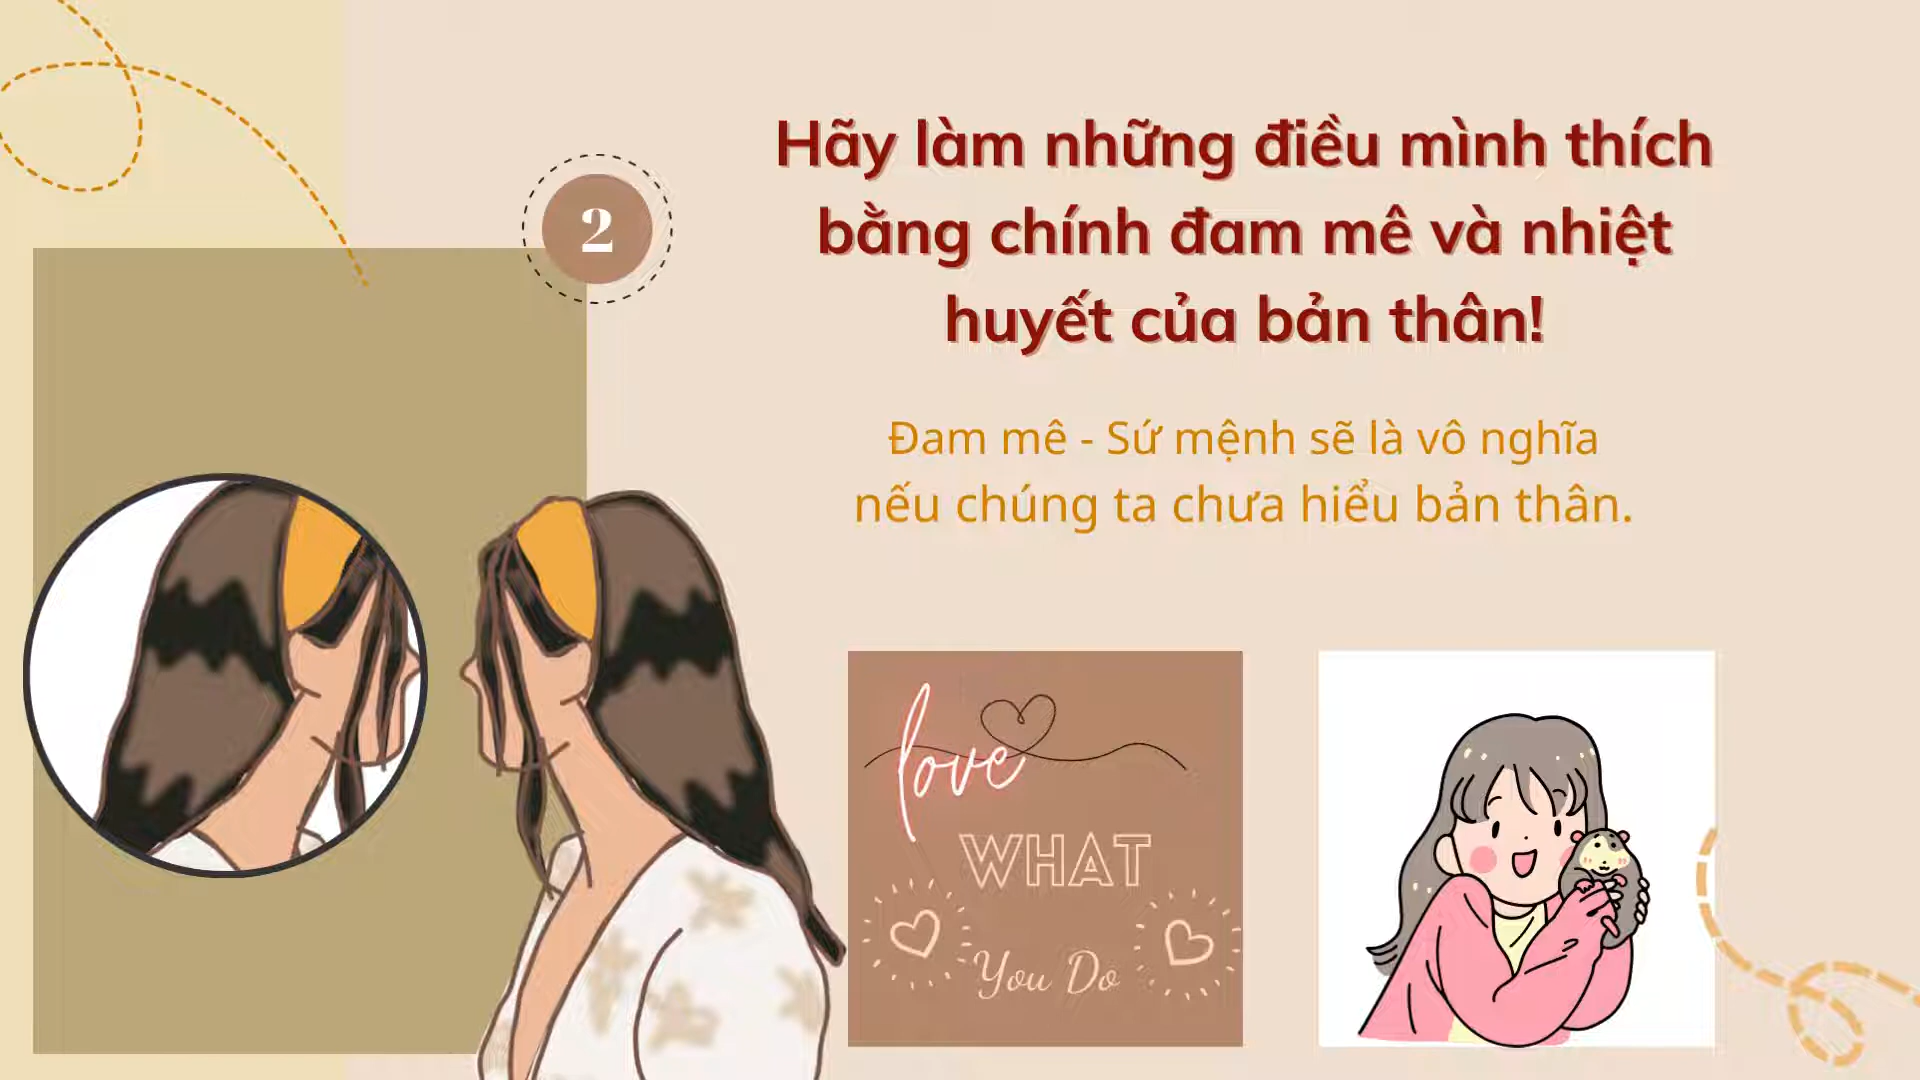 2
Hãy làm những điều mình thích
bằng chính đam mê và nhiệt
huyết của bản thân!
Đam mê - Sứ mệnh sẽ là vô nghĩa
nếu chúng ta chưa hiểu bản thân.
love
WHAT
You Do